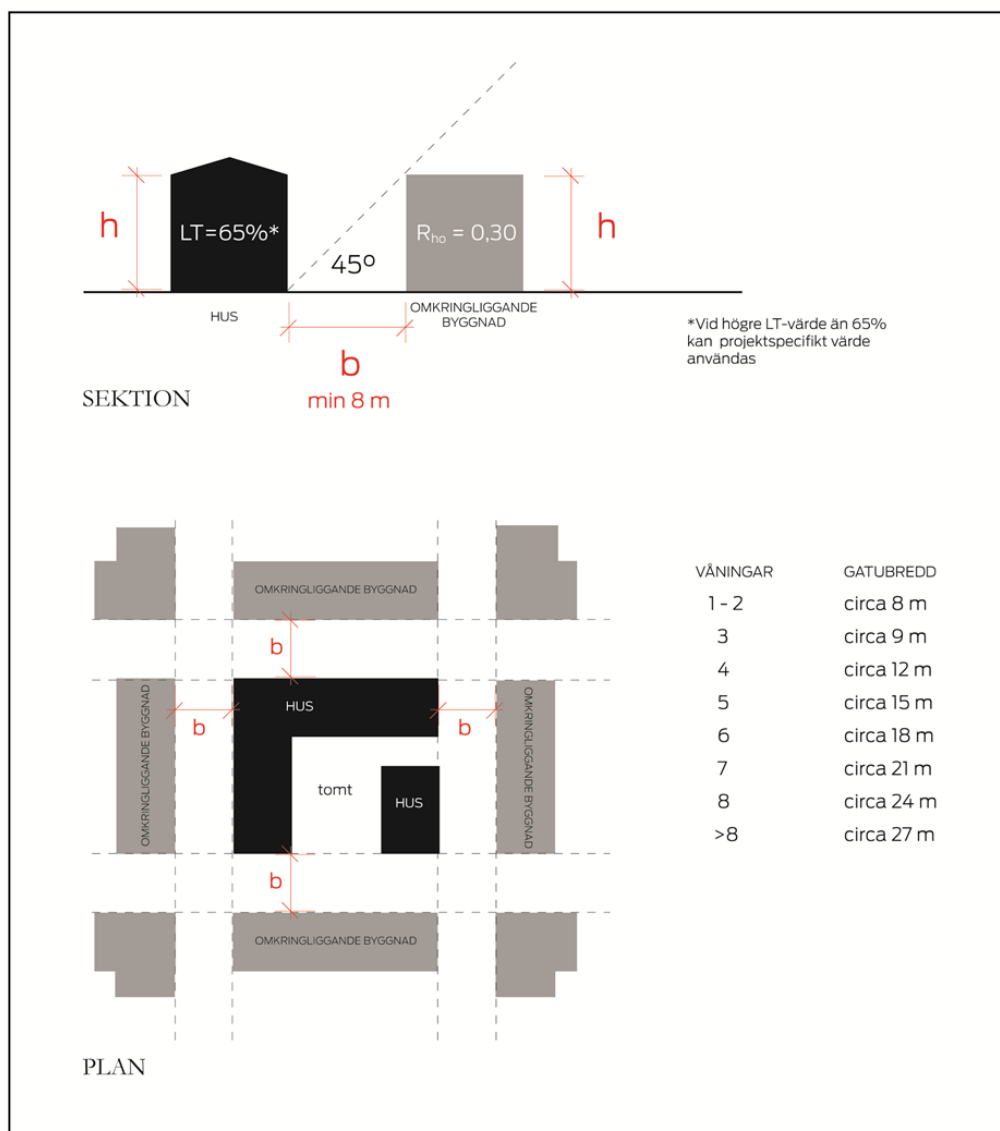 h
LT=65%*
45º
Rho = 0,30
h
HUS
OMKRINGLIGGANDE
BYGGNAD
b
min 8 m
*Vid högre LT-värde än 65%
kan projektspecifikt värde
användas
SEKTION
OMKRINGLIGGANDE BYGGNAD
b
OMKRINGLIGGANDE BYGGNAD
b
HUS
b
OMKRINGLIGGANDE BYGGNAD
tomt
HUS
b
OMKRINGLIGGANDE BYGGNAD
VÅNINGAR GATUBREDD
1 - 2 circa 8 m
3 circa 9 m
4 circa 12 m
5 circa 15 m
6 circa 18 m
7 circa 21 m
8 circa 24 m
>8 circa 27 m
PLAN